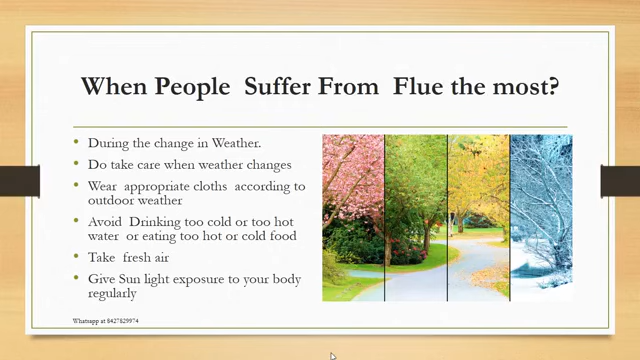 When People Suffer From Flue the most?
During the change in Weather.
Do take care when weather changes
Wear appropriate cloths according to
outdoor weather
Avoid Drinking too cold or too hot
water or eating too hot or cold food
Take fresh air
Give Sun light exposure to your body
regularly
Whatsapp at 8427829974